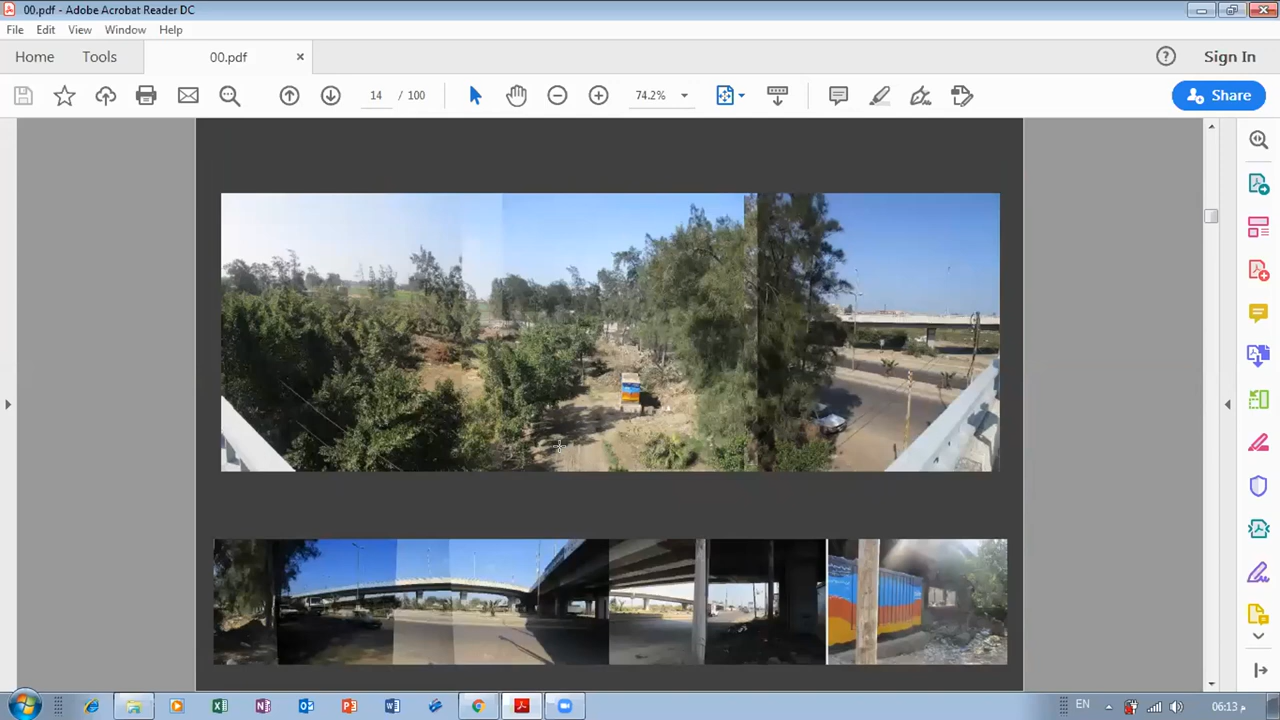 00.pdf - Adobe Acrobat Reader DC
File Edit View Window Help
Home Tools 00.pdf Sign In
14 / 100 74.2% Share
EN 06:13 م